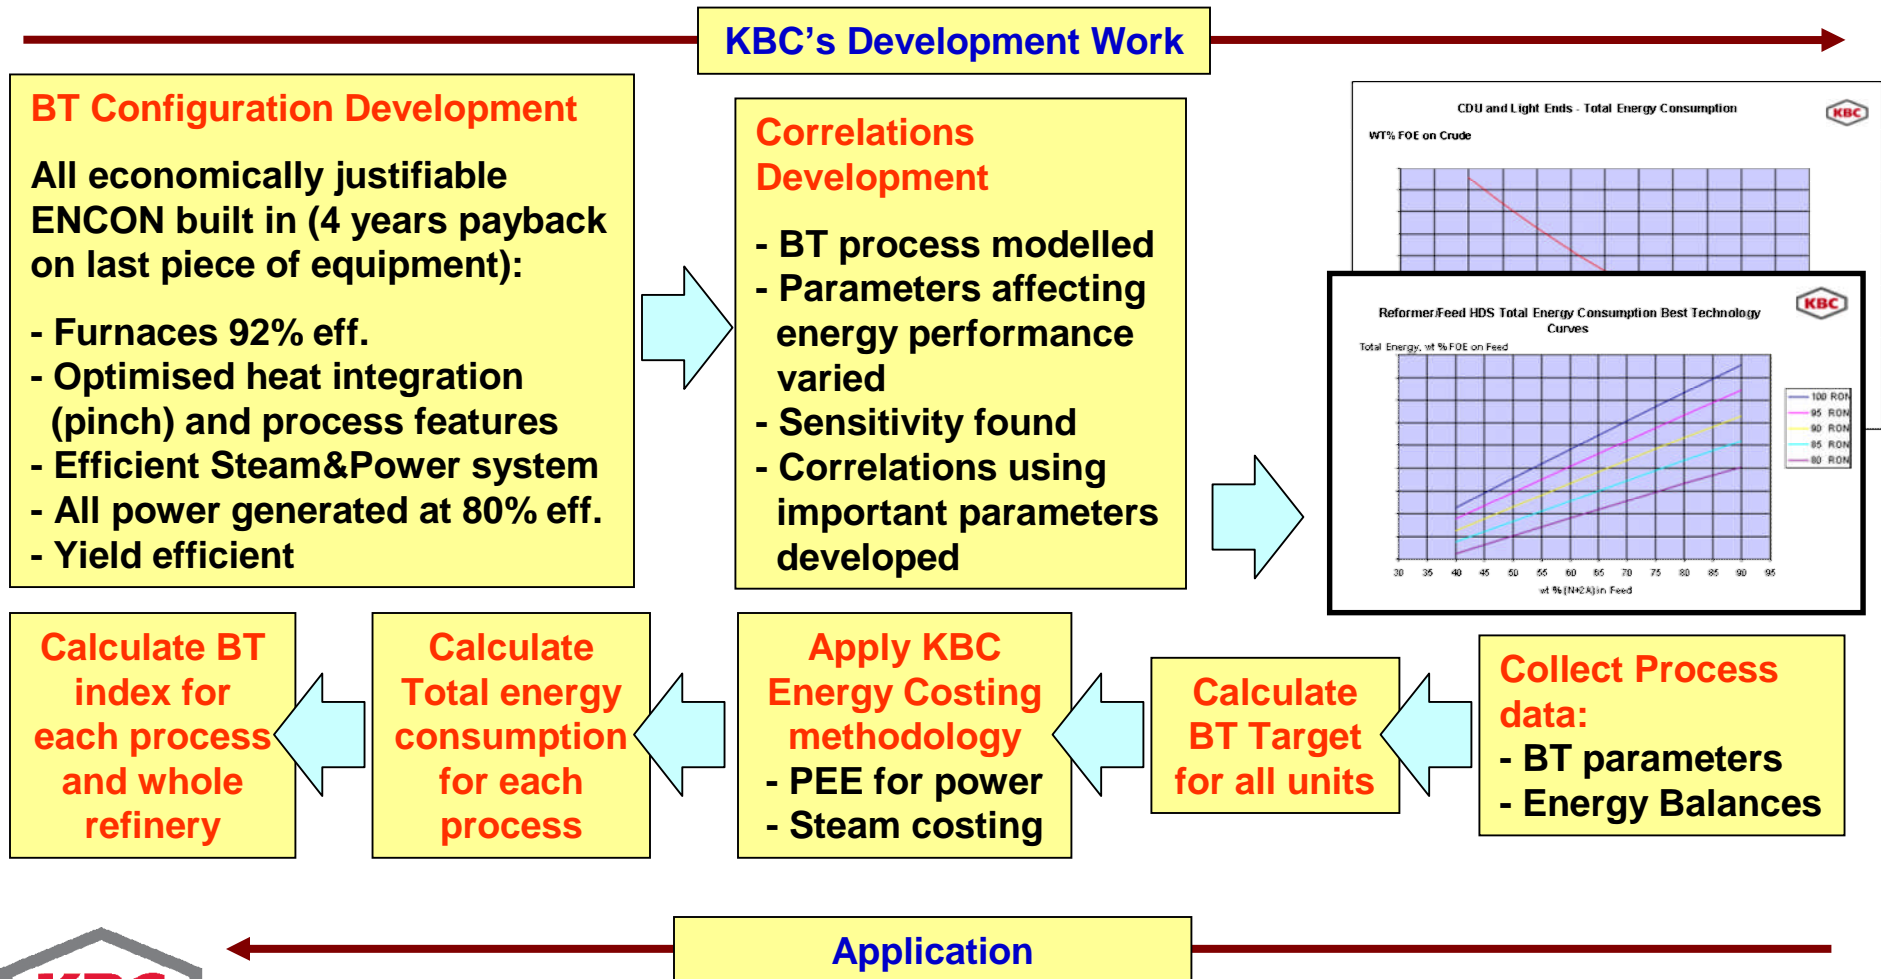 KBC's Development Work
BT Configuration Development
All economically justifiable
ENCON built in (4 years payback
on last piece of equipment):
- Furnaces 92% eff.
- Optimised heat integration
(pinch) and process features
- Efficient Steam&Power system
- All power generated at 80% eff.
- Yield efficient
Correlations
Development
- BT process modelled
- Parameters affecting
energy performance
varied
- Sensitivity found
- Correlations using
important parameters
developed
CDU and Light Ends - Total Energy Consumption
KBC
WT% FOE on Crude
Reformer/Feed HDS Total Energy Consumption Best Technology
Curves
KBC
Total Energy, wt % FOE on Feed
100 RON
95 RON
90 RON
85 RON
80 RON
30 35 40 45 50 55 60 65 70 75 80 85 90 95
wt % (N+2A) in Feed
Calculate BT
index for
each process
and whole
refinery
Calculate
Total energy
consumption
for each
process
Apply KBC
Energy Costing
methodology
- PEE for power
- Steam costing
Calculate
BT Target
for all units
Collect Process
data:
- BT parameters
- Energy Balances
Application
KBC